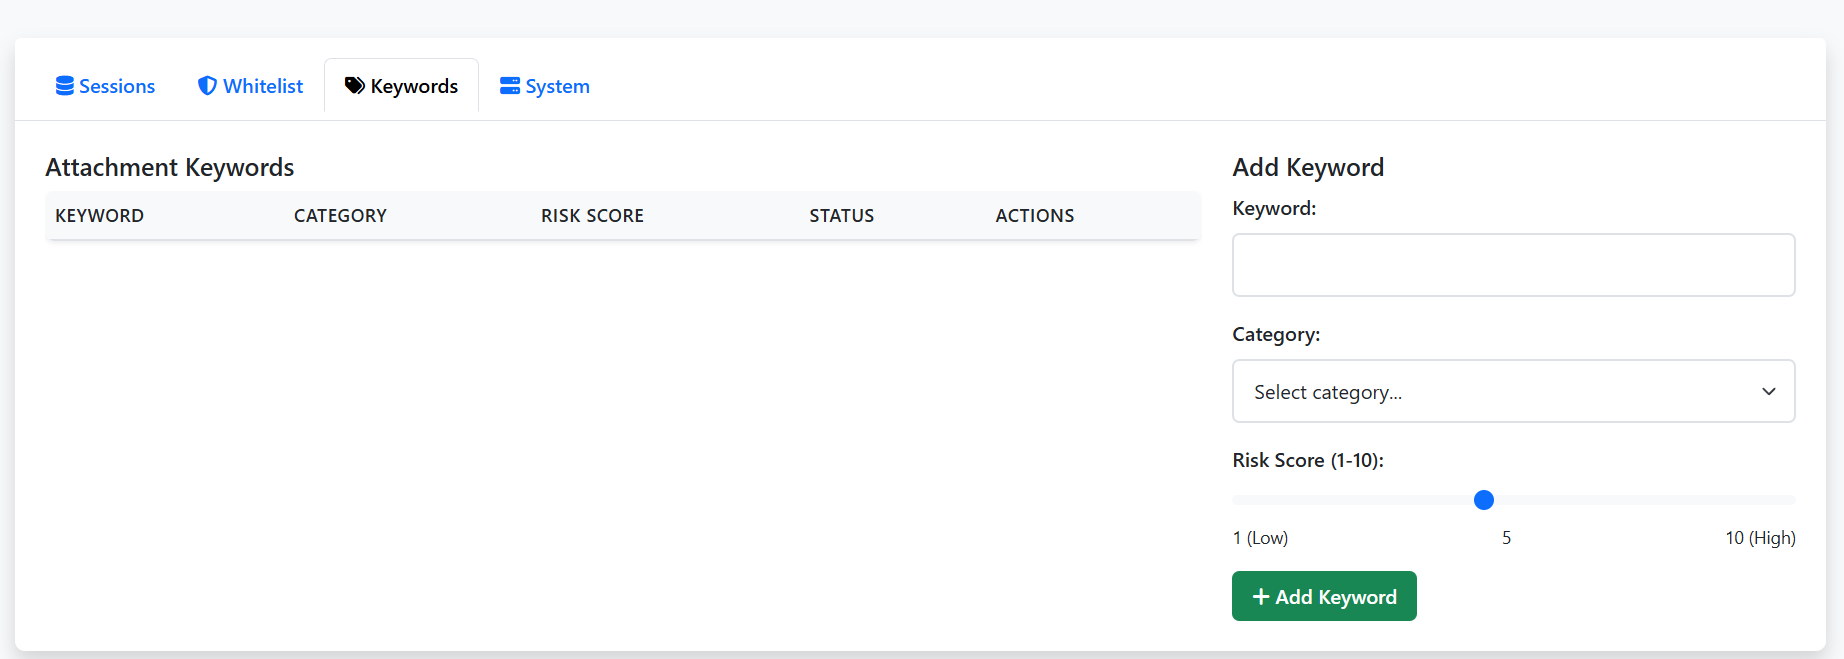 Sessions Whitelist Keywords System
Attachment Keywords
KEYWORD CATEGORY RISK SCORE STATUS ACTIONS
Add Keyword
Keyword:
Category:
Select category...
Risk Score (1-10):
1 (Low) 5 10 (High)
Add Keyword